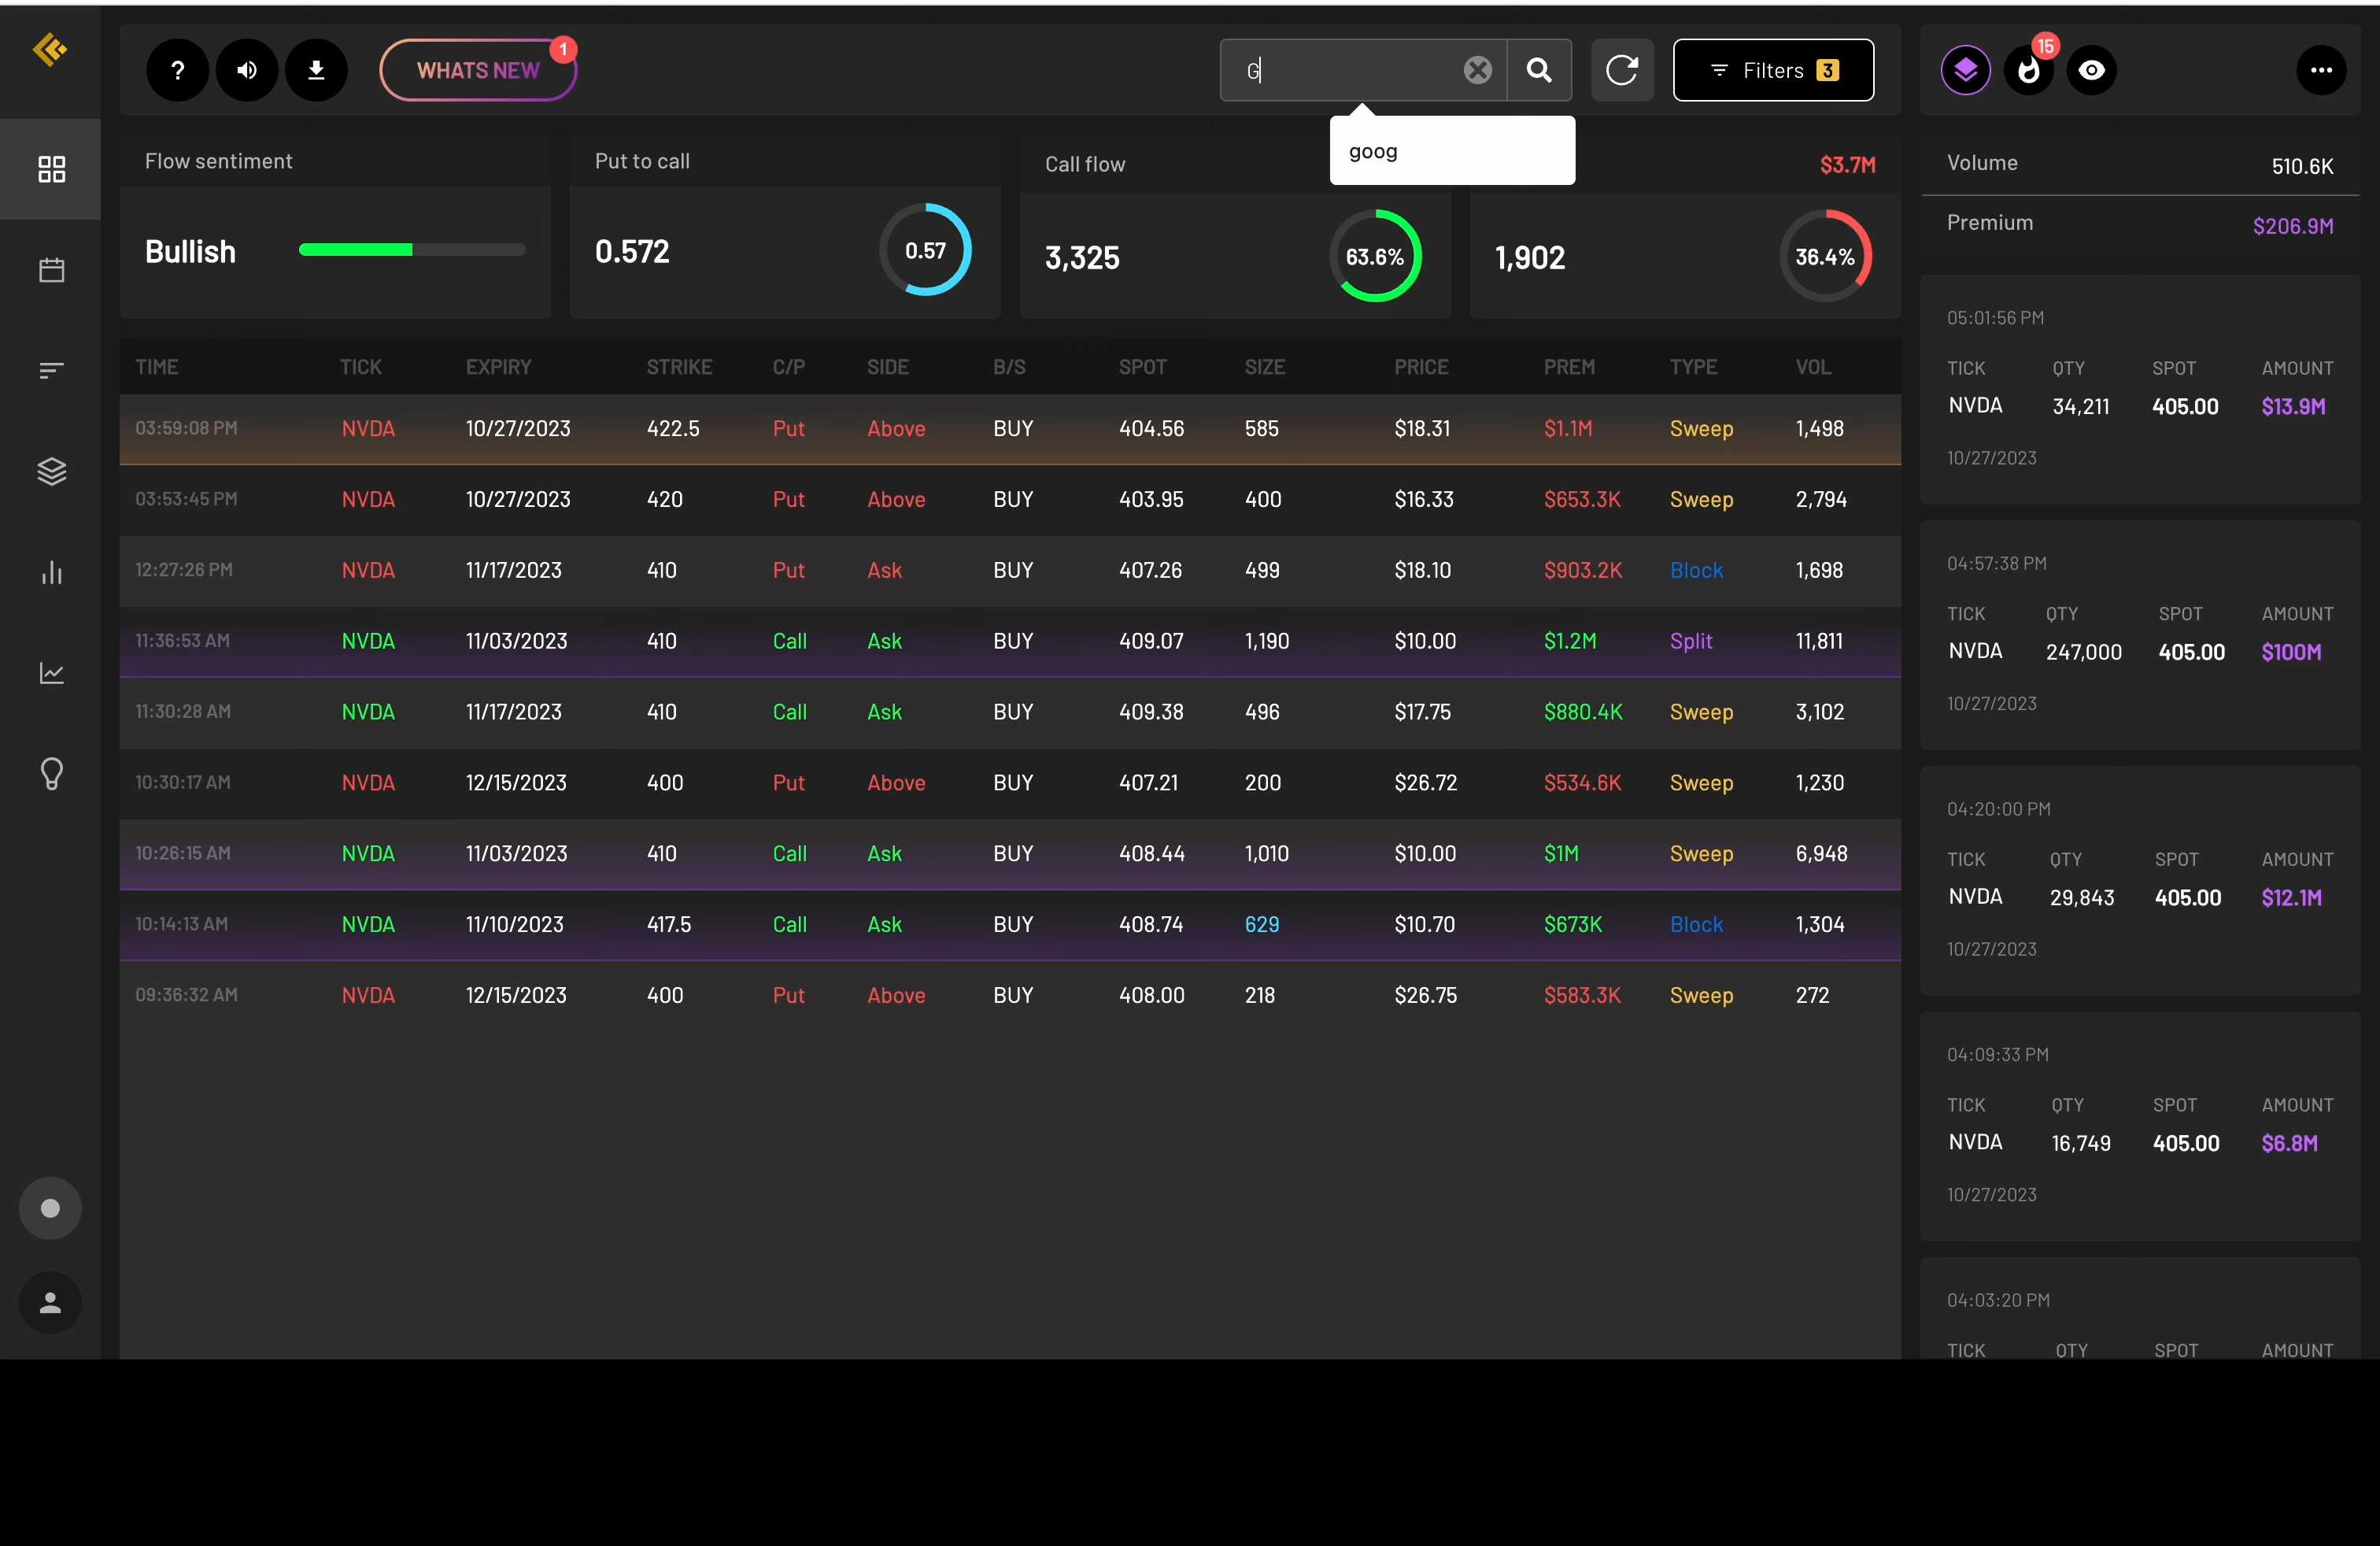 ?
WHATS NEW
1
G
Filters 3
15
goog
Flow sentiment
Bullish
Put to call
0.572
0.57
Call flow
3,325
63.6%
$3.7M
1,902
36.4%
TIME TICK EXPIRY STRIKE C/P SIDE B/S SPOT SIZE PRICE PREM TYPE VOL
03:59:08 PM NVDA 10/27/2023 422.5 Put Above BUY 404.56 585 $18.31 $1.1M Sweep 1,498
03:53:45 PM NVDA 10/27/2023 420 Put Above BUY 403.95 400 $16.33 $653.3K Sweep 2,794
12:27:26 PM NVDA 11/17/2023 410 Put Ask BUY 407.26 499 $18.10 $903.2K Block 1,698
11:36:53 AM NVDA 11/03/2023 410 Call Ask BUY 409.07 1,190 $10.00 $1.2M Split 11,811
11:30:28 AM NVDA 11/17/2023 410 Call Ask BUY 409.38 496 $17.75 $880.4K Sweep 3,102
10:30:17 AM NVDA 12/15/2023 400 Put Above BUY 407.21 200 $26.72 $534.6K Sweep 1,230
10:26:15 AM NVDA 11/03/2023 410 Call Ask BUY 408.44 1,010 $10.00 $1M Sweep 6,948
10:14:13 AM NVDA 11/10/2023 417.5 Call Ask BUY 408.74 629 $10.70 $673K Block 1,304
09:36:32 AM NVDA 12/15/2023 400 Put Above BUY 408.00 218 $26.75 $583.3K Sweep 272
Volume 510.6K
Premium $206.9M
05:01:56 PM
TICK QTY SPOT AMOUNT
NVDA 34,211 405.00 $13.9M
10/27/2023
04:57:38 PM
TICK QTY SPOT AMOUNT
NVDA 247,000 405.00 $100M
10/27/2023
04:20:00 PM
TICK QTY SPOT AMOUNT
NVDA 29,843 405.00 $12.1M
10/27/2023
04:09:33 PM
TICK QTY SPOT AMOUNT
NVDA 16,749 405.00 $6.8M
10/27/2023
04:03:20 PM
TICK QTY SPOT AMOUNT